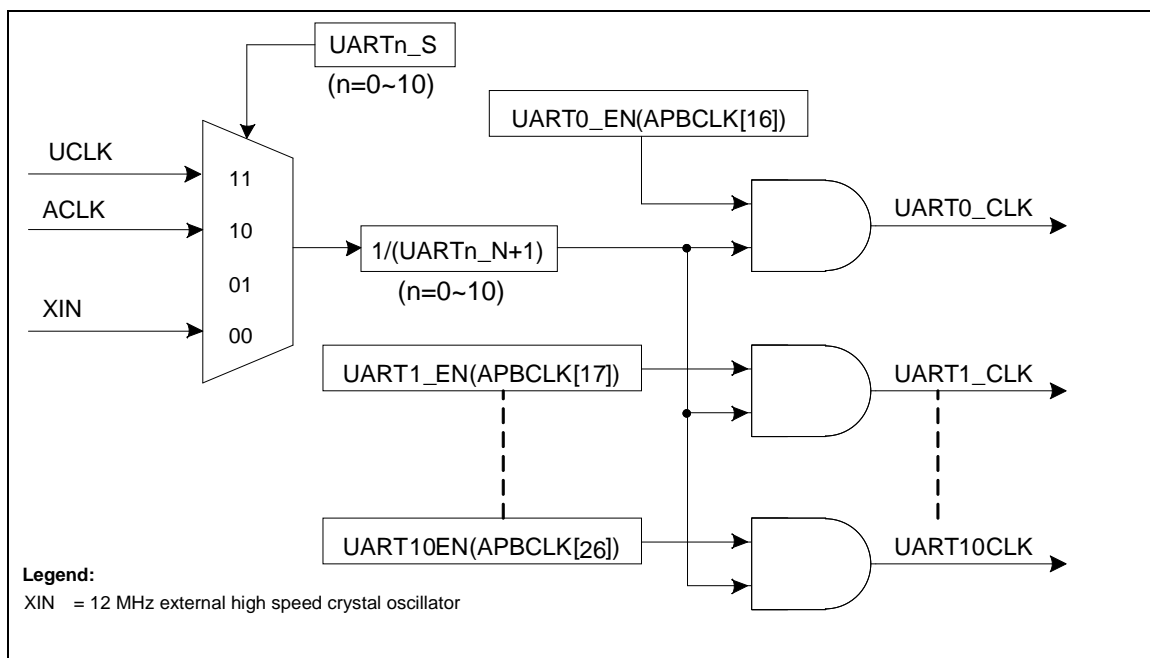 UARTn_S
(n=0~10)
UART0_EN(APBCLK[16])
UCLK
11
ACLK
10
UART0_CLK
1/(UARTn_N+1)
(n=0~10)
01
XIN
00
UART1_EN(APBCLK[17])
UART1_CLK
UART10EN(APBCLK[26])
UART10CLK
Legend:
XIN = 12 MHz external high speed crystal oscillator